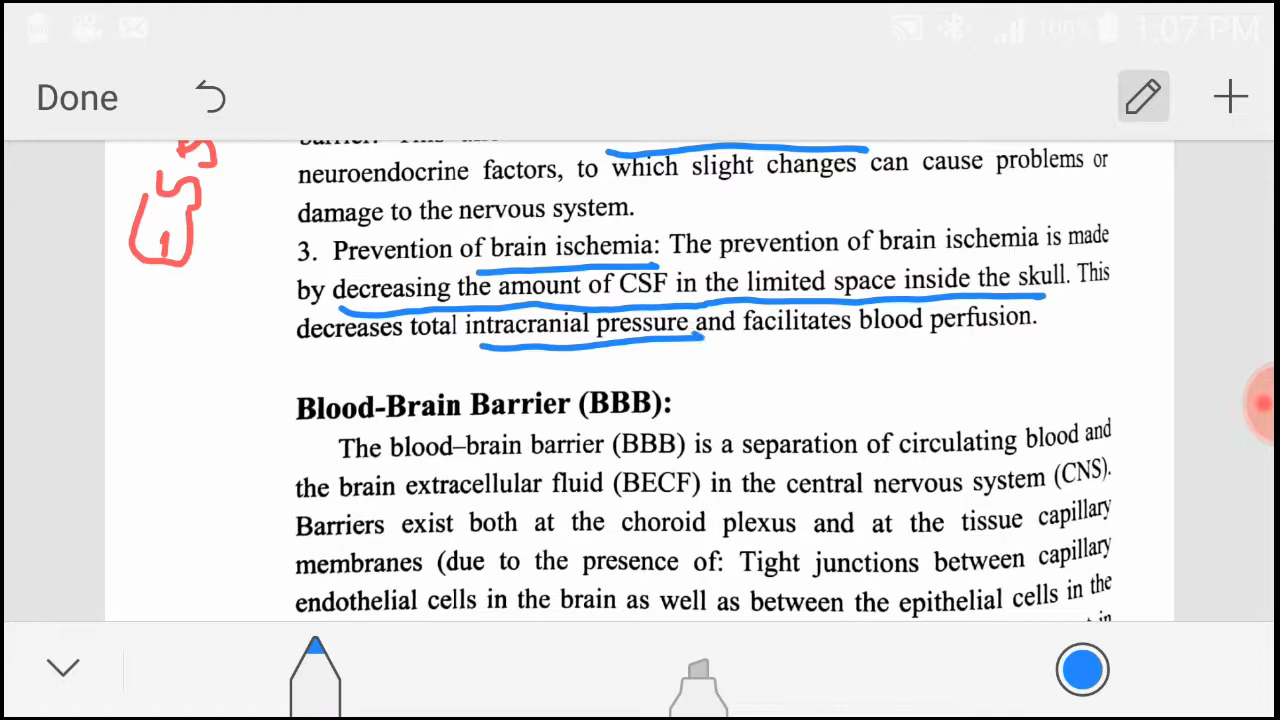 100% 1:07 PM
Done
neuroendocrine factors, to which slight changes can cause problems or
damage to the nervous system.
3. Prevention of brain ischemia: The prevention of brain ischemia is made
by decreasing the amount of CSF in the limited space inside the skull. This
decreases total intracranial pressure and facilitates blood perfusion.
Blood-Brain Barrier (BBB):
The blood–brain barrier (BBB) is a separation of circulating blood and
the brain extracellular fluid (BECF) in the central nervous system (CNS).
Barriers exist both at the choroid plexus and at the tissue capillary
membranes (due to the presence of: Tight junctions between capillary
endothelial cells in the brain as well as between the epithelial cells in the
in